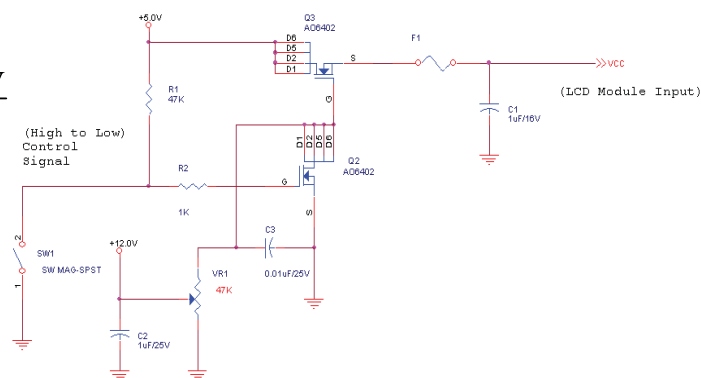 +5.0V
Q3
AO6402
D6
D5
D2
D1
S
G
F1
VCC
(LCD Module Input)
C1
1uF/16V
R1
47K
(High to Low)
Control
Signal
D1
D2
D5
D6
Q2
AO6402
G
S
R2
1K
C3
0.01uF/25V
2
SW1
SW MAG-SPST
1
+12.0V
VR1
47K
C2
1uF/25V